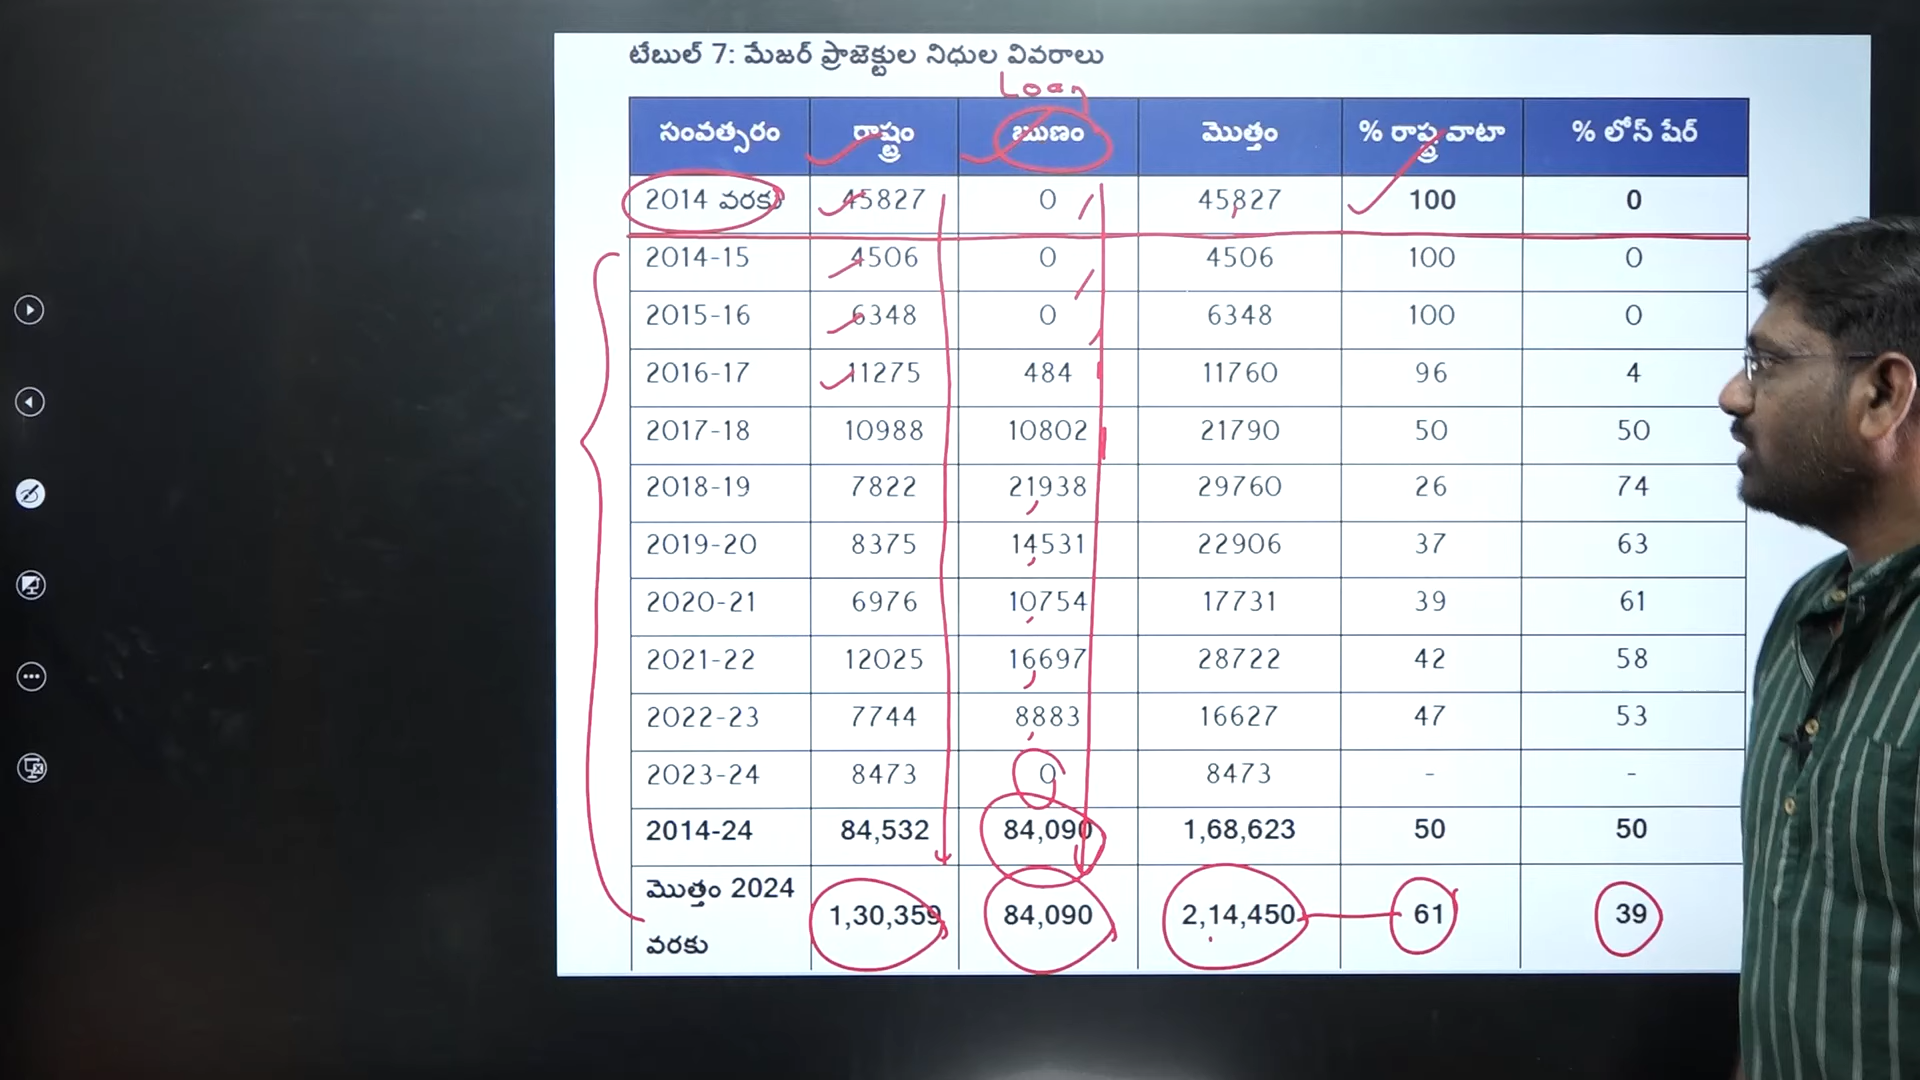 టేబుల్ 7: మేజర్ ప్రాజెక్టుల నిధుల వివరాలు
Loan
సంవత్సరం రాష్ట్రం ఋణం మొత్తం % రాష్ట్ర వాటా % లోన్ షేర్
2014 వరకు 45827 0 45827 100 0
2014-15 4506 0 4506 100 0
2015-16 6348 0 6348 100 0
2016-17 11275 484 11760 96 4
2017-18 10988 10802 21790 50 50
2018-19 7822 21938 29760 26 74
2019-20 8375 14531 22906 37 63
2020-21 6976 10754 17731 39 61
2021-22 12025 16697 28722 42 58
2022-23 7744 8883 16627 47 53
2023-24 8473 0 8473 - -
2014-24 84,532 84,090 1,68,623 50 50
మొత్తం 2024 వరకు 1,30,359 84,090 2,14,450 61 39